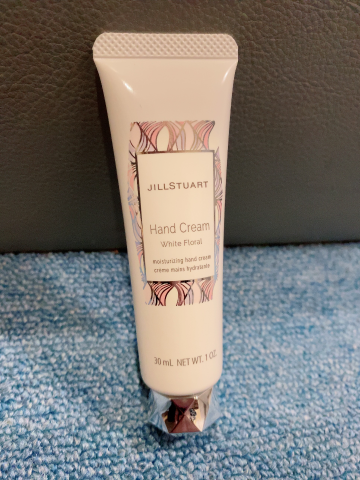 JILLSTUART
Hand Cream
White Floral
moisturizing hand cream
crème mains hydratante
30 mL NET WT. 1 OZ.